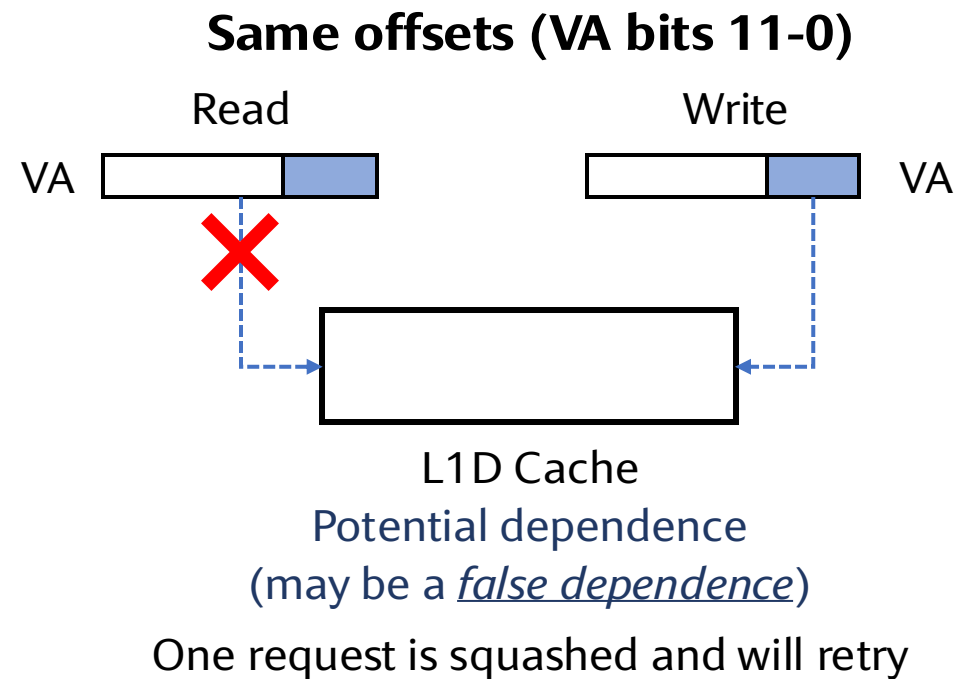 Same offsets (VA bits 11-0)
Read
Write
VA
VA
L1D Cache
Potential dependence
(may be a false dependence)
One request is squashed and will retry